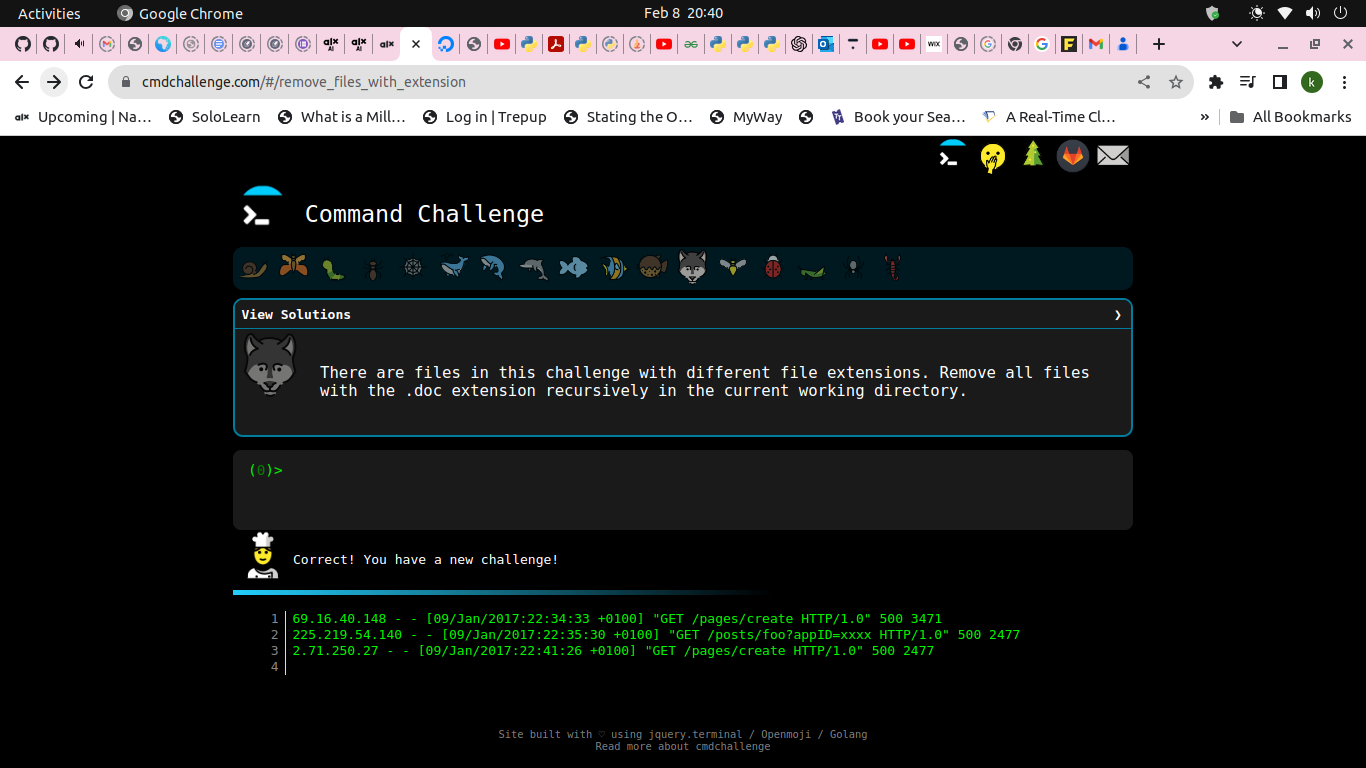 Activities
Google Chrome
Feb 8 20:40
cmdchallenge.com/#/remove_files_with_extension
k
Upcoming | Na…
SoloLearn
What is a Mill…
Log in | Trepup
Stating the O…
MyWay
Book your Sea…
A Real-Time Cl…
»
All Bookmarks
Command Challenge
View Solutions ❯
There are files in this challenge with different file extensions. Remove all files
with the .doc extension recursively in the current working directory.
(0)>
Correct! You have a new challenge!
1 69.16.40.148 - - [09/Jan/2017:22:34:33 +0100] "GET /pages/create HTTP/1.0" 500 3471
2 225.219.54.140 - - [09/Jan/2017:22:35:30 +0100] "GET /posts/foo?appID=xxxx HTTP/1.0" 500 2477
3 2.71.250.27 - - [09/Jan/2017:22:41:26 +0100] "GET /pages/create HTTP/1.0" 500 2477
4
Site built with ♡ using jquery.terminal / Openmoji / Golang
Read more about cmdchallenge